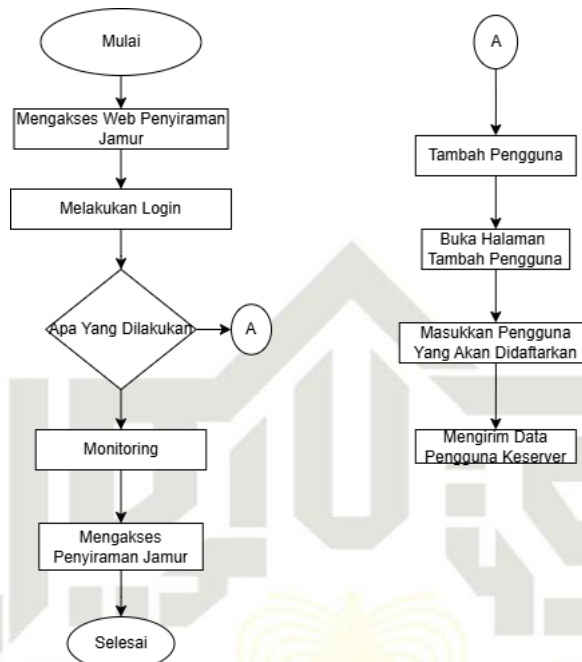 Mulai
Mengakses Web Penyiraman
Jamur
Melakukan Login
Apa Yang Dilakukan
A
Monitoring
Mengakses
Penyiraman Jamur
Selesai
A
Tambah Pengguna
Buka Halaman
Tambah Pengguna
Masukkan Pengguna
Yang Akan Didaftarkan
Mengirim Data
Pengguna Keserver